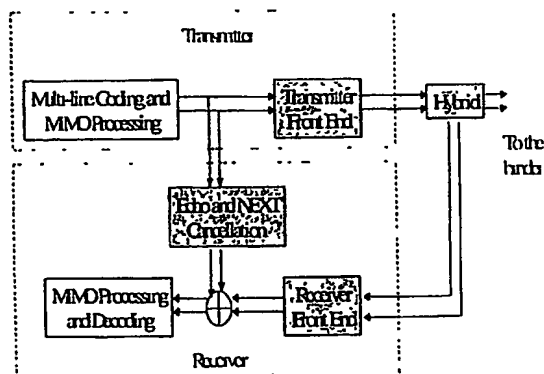 Transmitter
Multi-line Coding and
MIMO Processing
Transmitter
Front End
Hybrid
To the
Echo and NEXT
Cancellation
MIMO Processing
and Decoding
Receiver
Front End
Receiver